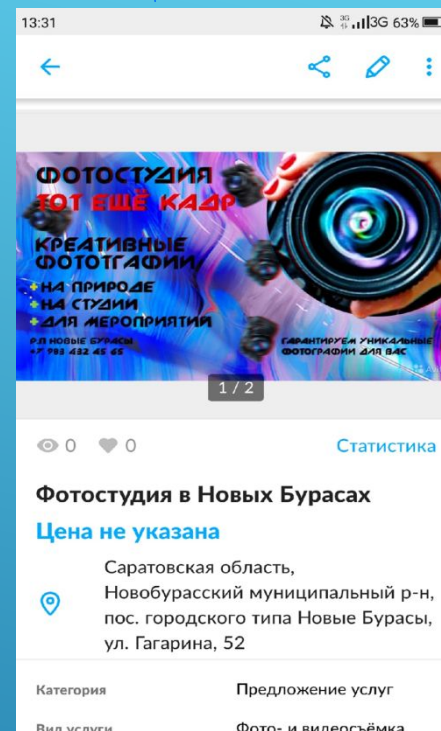 13:31
3G 63%
ФОТОСТУДИЯ
ТОТ ЕЩЁ КАДР
КРЕАТИВНЫЕ
ФОТОТГАФИИ
+НА ПРИРОДЕ
+НА СТУДИИ
+ДЛЯ МЕРОПРИЯТИЙ
Р.П НОВЫЕ БУРАСЫ
+7 983 432 45 65
ГАРАНТИРУЕМ УНИКАЛЬНЫЕ
ФОТОГРАФИИ ДЛЯ ВАС
1 / 2
0 0 Статистика
Фотостудия в Новых Бурасах
Цена не указана
Саратовская область,
Новобурасский муниципальный р-н,
пос. городского типа Новые Бурасы,
ул. Гагарина, 52
Категория Предложение услуг
Вид услуги Фото- и видеосъёмка